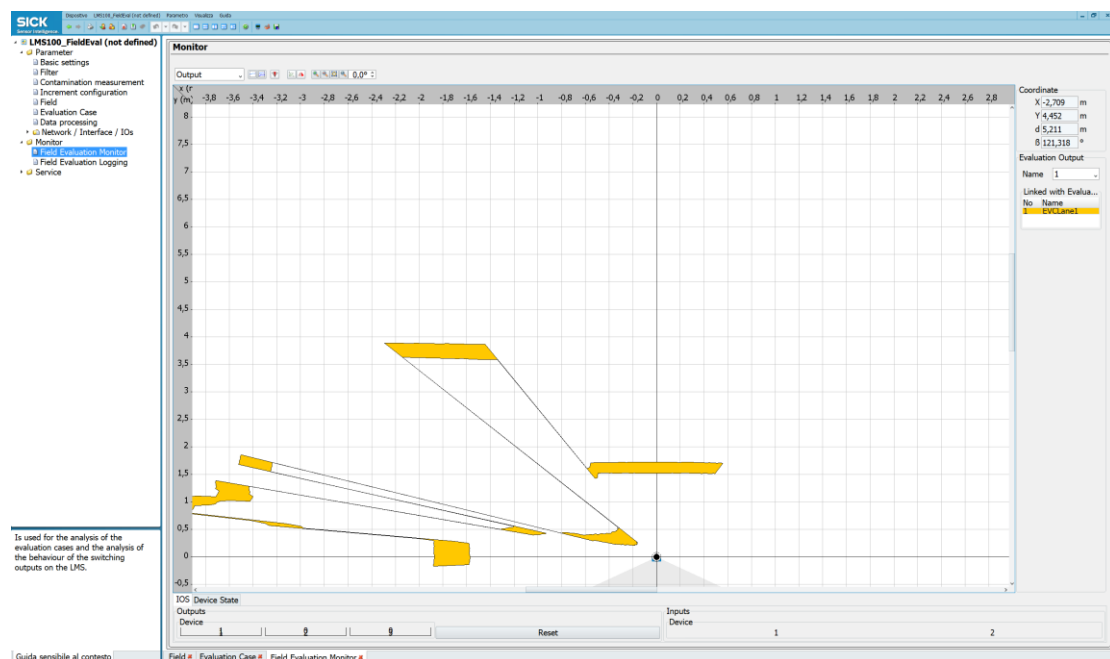 SICK
Sensor Intelligence.
Dispositivo LMS100_FieldEval (not defined) Parametro Visualizza Guida
LMS100_FieldEval (not defined)
Parameter
Basic settings
Filter
Contamination measurement
Increment configuration
Field
Evaluation Case
Data processing
Network / Interface / IOs
Monitor
Field Evaluation Monitor
Field Evaluation Logging
Service
Is used for the analysis of the
evaluation cases and the analysis of
the behaviour of the switching
outputs on the LMS.
Guida sensibile al contesto
Monitor
Output 0,0°
x (r
y (m)
-3,8 -3,6 -3,4 -3,2 -3 -2,8 -2,6 -2,4 -2,2 -2 -1,8 -1,6 -1,4 -1,2 -1 -0,8 -0,6 -0,4 -0,2 0 0,2 0,4 0,6 0,8 1 1,2 1,4 1,6 1,8 2 2,2 2,4 2,6 2,8
8
7,5
7
6,5
6
5,5
5
4,5
4
3,5
3
2,5
2
1,5
1
0,5
0
-0,5
Coordinate
X -2,709 m
Y 4,452 m
d 5,211 m
ß 121,318 °
Evaluation Output
Name 1
Linked with Evalua...
No Name
1 EVCLane1
IOS Device State
Outputs
Device
1 2 Reset
Inputs
Device
1 2
Field Evaluation Case Field Evaluation Monitor